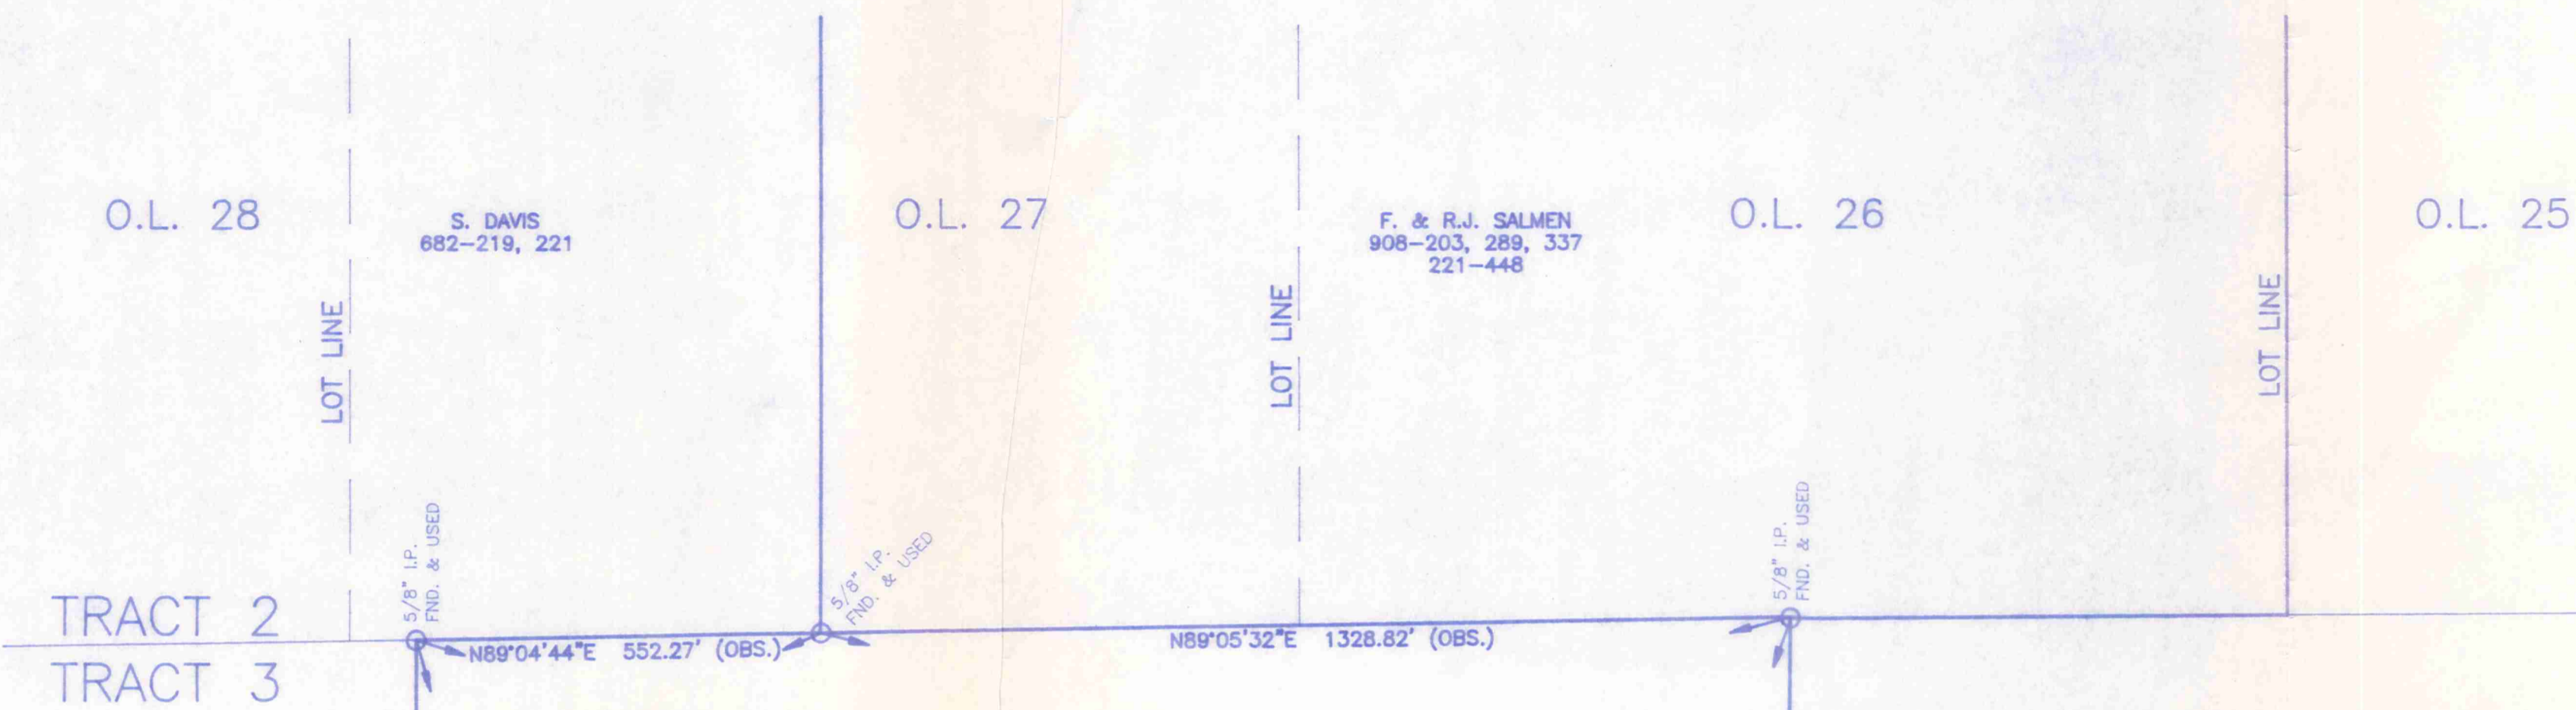 O.L. 28
S. DAVIS
682-219, 221
O.L. 27
F. & R.J. SALMEN
908-203, 289, 337
221-448
O.L. 26
O.L. 25
LOT LINE
LOT LINE
LOT LINE
5/8" I.P.
FND. & USED
5/8" I.P.
FND. & USED
5/8" I.P.
FND. & USED
TRACT 2
N89°04'44"E 552.27' (OBS.)
N89°05'32"E 1328.82' (OBS.)
TRACT 3